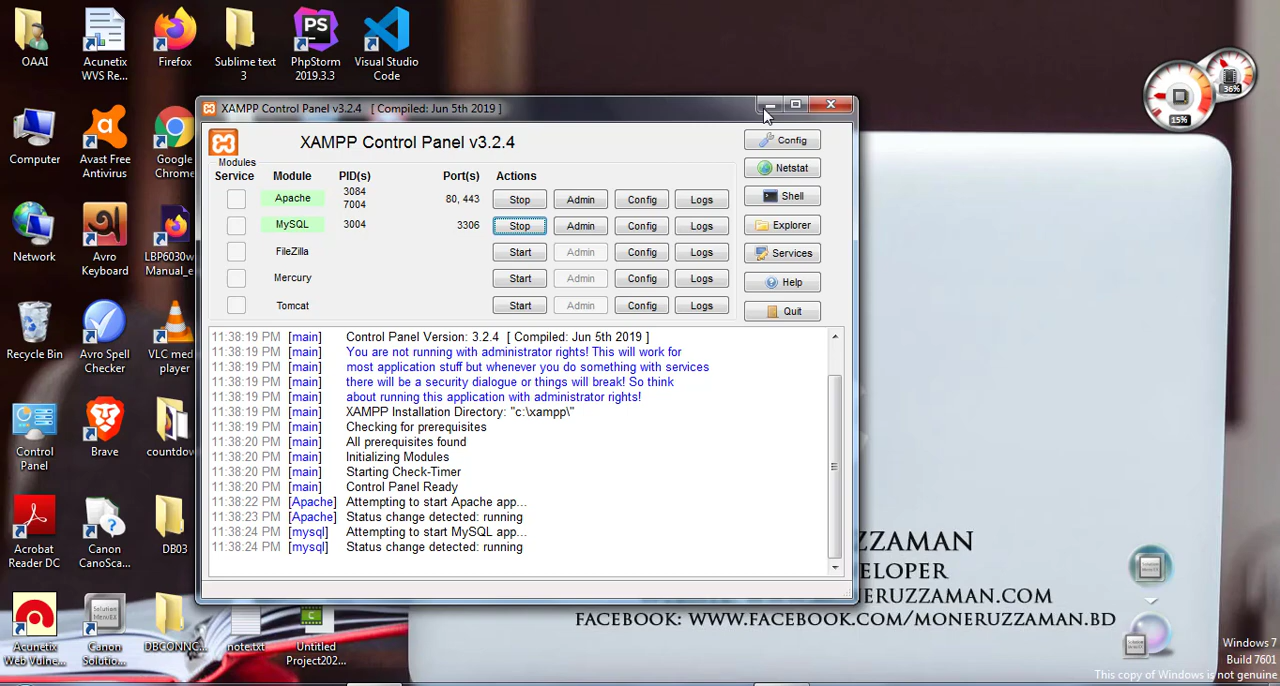 OAAI
Acunetix
WVS Re...
Firefox
Sublime text
3
PS
PhpStorm
2019.3.3
Visual Studio
Code
Computer
Avast Free
Antivirus
Google
Chrome
Network
Avro
Keyboard
LBP6030w
Manual_e
Recycle Bin
Avro Spell
Checker
VLC med
player
Control
Panel
Brave
countdow
Acrobat
Reader DC
Canon
CanoSca...
DB03
Acunetix
Web Vulne...
Canon
Solution...
DBCONNC...
note.txt
Untitled
Project202...
XAMPP Control Panel v3.2.4 [ Compiled: Jun 5th 2019 ]
XAMPP Control Panel v3.2.4
Modules
Service Module PID(s) Port(s) Actions
Apache 3084
7004 80, 443 Stop Admin Config Logs
MySQL 3004 3306 Stop Admin Config Logs
FileZilla Start Admin Config Logs
Mercury Start Admin Config Logs
Tomcat Start Admin Config Logs
Config
Netstat
Shell
Explorer
Services
Help
Quit
11:38:19 PM [main] Control Panel Version: 3.2.4 [ Compiled: Jun 5th 2019 ]
11:38:19 PM [main] You are not running with administrator rights! This will work for
11:38:19 PM [main] most application stuff but whenever you do something with services
11:38:19 PM [main] there will be a security dialogue or things will break! So think
11:38:19 PM [main] about running this application with administrator rights!
11:38:19 PM [main] XAMPP Installation Directory: "c:\xampp\"
11:38:19 PM [main] Checking for prerequisites
11:38:20 PM [main] All prerequisites found
11:38:20 PM [main] Initializing Modules
11:38:20 PM [main] Starting Check-Timer
11:38:20 PM [main] Control Panel Ready
11:38:22 PM [Apache] Attempting to start Apache app...
11:38:23 PM [Apache] Status change detected: running
11:38:24 PM [mysql] Attempting to start MySQL app...
11:38:24 PM [mysql] Status change detected: running
15%
36%
ZZAMAN
ELOPER
NERUZZAMAN.COM
FACEBOOK: WWW.FACEBOOK.COM/MONERUZZAMAN.BD
Windows 7
Build 7601
This copy of Windows is not genuine